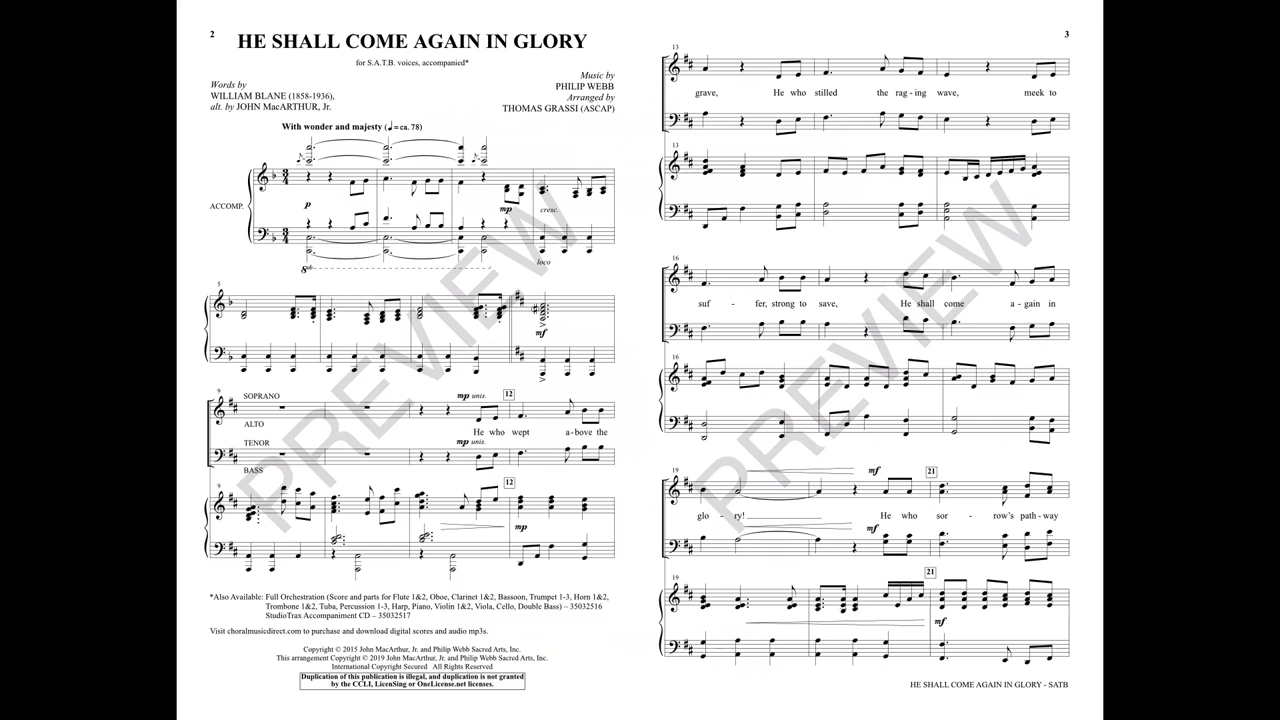 2
HE SHALL COME AGAIN IN GLORY
for S.A.T.B. voices, accompanied*
Words by
WILLIAM BLANE (1858-1936),
alt. by JOHN MacARTHUR, Jr.
Music by
PHILIP WEBB
Arranged by
THOMAS GRASSI (ASCAP)
With wonder and majesty (♩ = ca. 78)
ACCOMP.
p
mp
cresc.
8vb
loco
5
mf
9
SOPRANO
mp unis.
12
ALTO
He who wept a-bove the
TENOR
mp unis.
BASS
9
12
mp
*Also Available: Full Orchestration (Score and parts for Flute 1&2, Oboe, Clarinet 1&2, Bassoon, Trumpet 1-3, Horn 1&2,
Trombone 1&2, Tuba, Percussion 1-3, Harp, Piano, Violin 1&2, Viola, Cello, Double Bass) – 35032516
StudioTrax Accompaniment CD – 35032517
Visit choralmusicdirect.com to purchase and download digital scores and audio mp3s.
Copyright © 2015 John MacArthur, Jr. and Philip Webb Sacred Arts, Inc.
This arrangement Copyright © 2019 John MacArthur, Jr. and Philip Webb Sacred Arts, Inc.
International Copyright Secured All Rights Reserved
Duplication of this publication is illegal, and duplication is not granted
by the CCLI, LicenSing or OneLicense.net licenses.
PREVIEW
3
13
grave, He who stilled the rag - ing wave, meek to
13
16
suf - fer, strong to save, He shall come a - gain in
16
19
mf
21
glo - ry! He who sor - row's path - way
mf
19
21
mf
PREVIEW
HE SHALL COME AGAIN IN GLORY - SATB